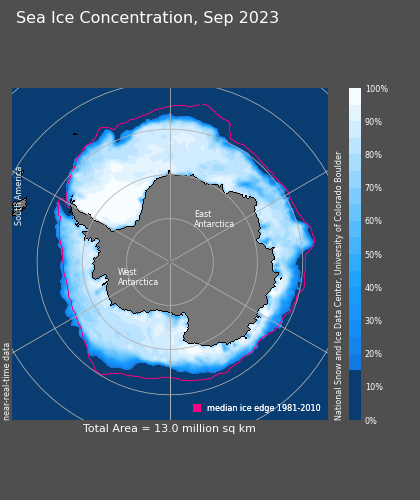 Sea Ice Concentration, Sep 2023
South America
East
Antarctica
West
Antarctica
near-real-time data
median ice edge 1981-2010
Total Area = 13.0 million sq km
National Snow and Ice Data Center, University of Colorado Boulder
100%
90%
80%
70%
60%
50%
40%
30%
20%
10%
0%